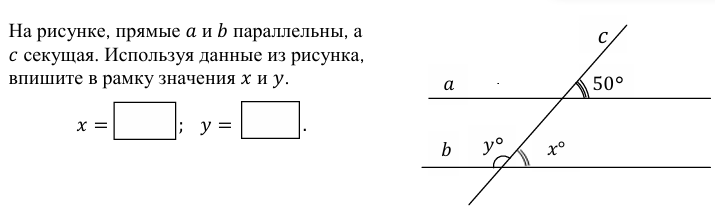 На рисунке, прямые a и b параллельны, а
c секущая. Используя данные из рисунка,
впишите в рамку значения x и y.
x = ; y = .
c
a
50°
b
y°
x°